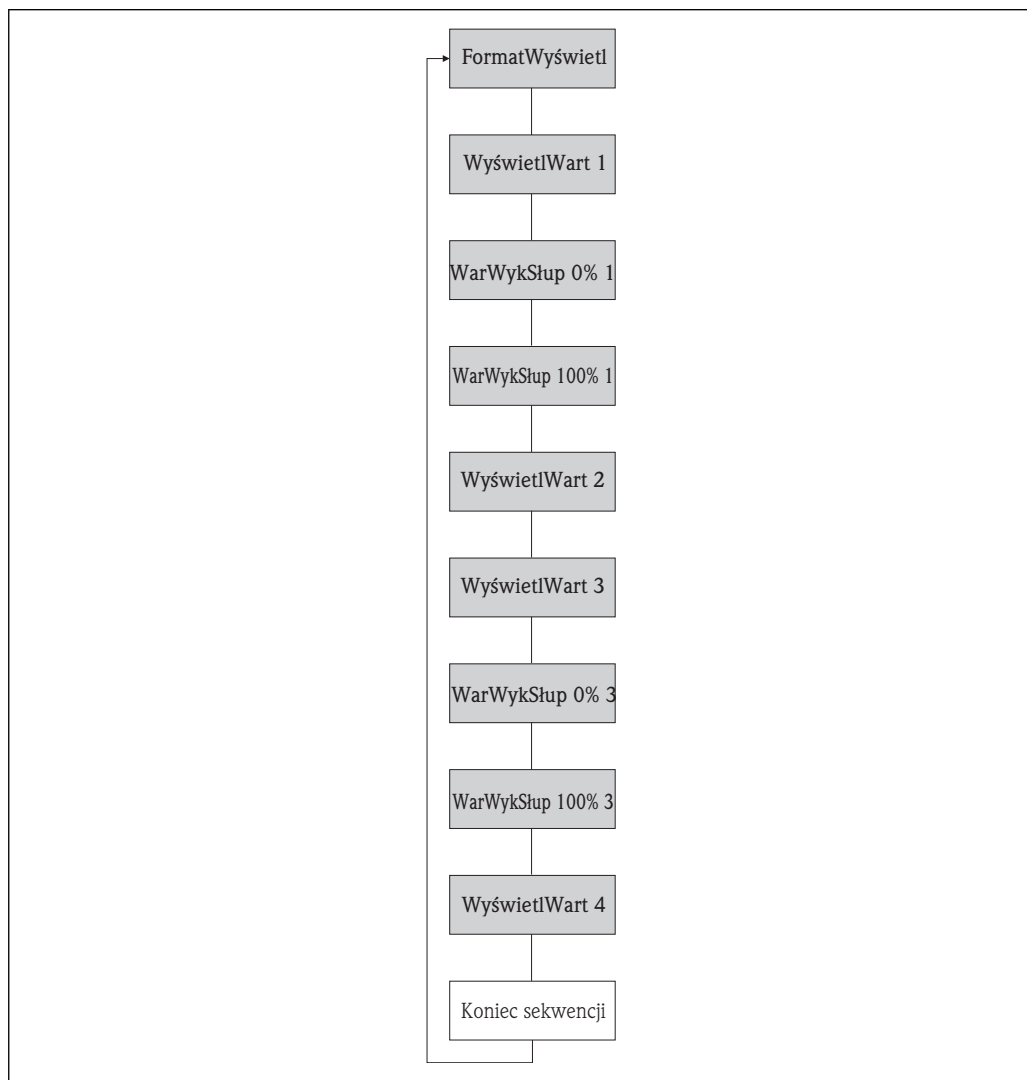 FormatWyświetl
WyświetlWart 1
WarWykSłup 0% 1
WarWykSłup 100% 1
WyświetlWart 2
WyświetlWart 3
WarWykSłup 0% 3
WarWykSłup 100% 3
WyświetlWart 4
Koniec sekwencji